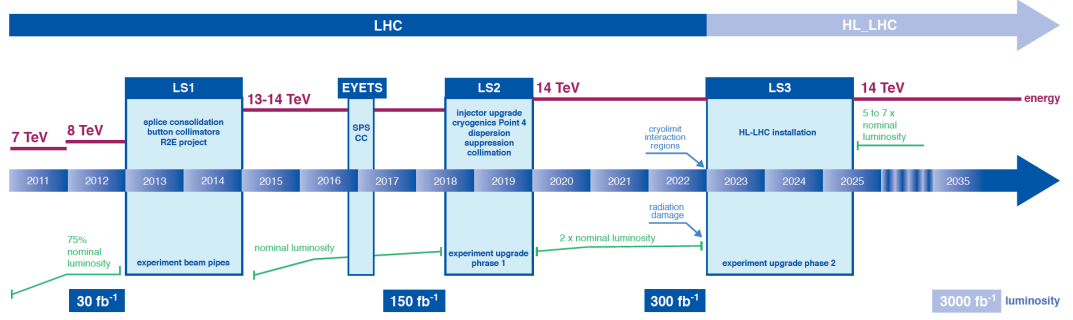 LHC
HL_LHC
LS1
EYETS
LS2
14 TeV
LS3
14 TeV
13-14 TeV
energy
splice consolidation
button collimators
R2E project
SPS
CC
injector upgrade
cryogenics Point 4
dispersion
suppression
collimation
cryolimit
interaction
regions
HL-LHC installation
5 to 7 x
nominal
luminosity
7 TeV
8 TeV
2011
2012
2013
2014
2015
2016
2017
2018
2019
2020
2021
2022
2023
2024
2025
2035
radiation
damage
75%
nominal
luminosity
nominal luminosity
2 x nominal luminosity
experiment beam pipes
experiment upgrade
phrase 1
experiment upgrade phase 2
30 fb-1
150 fb-1
300 fb-1
3000 fb-1
luminosity